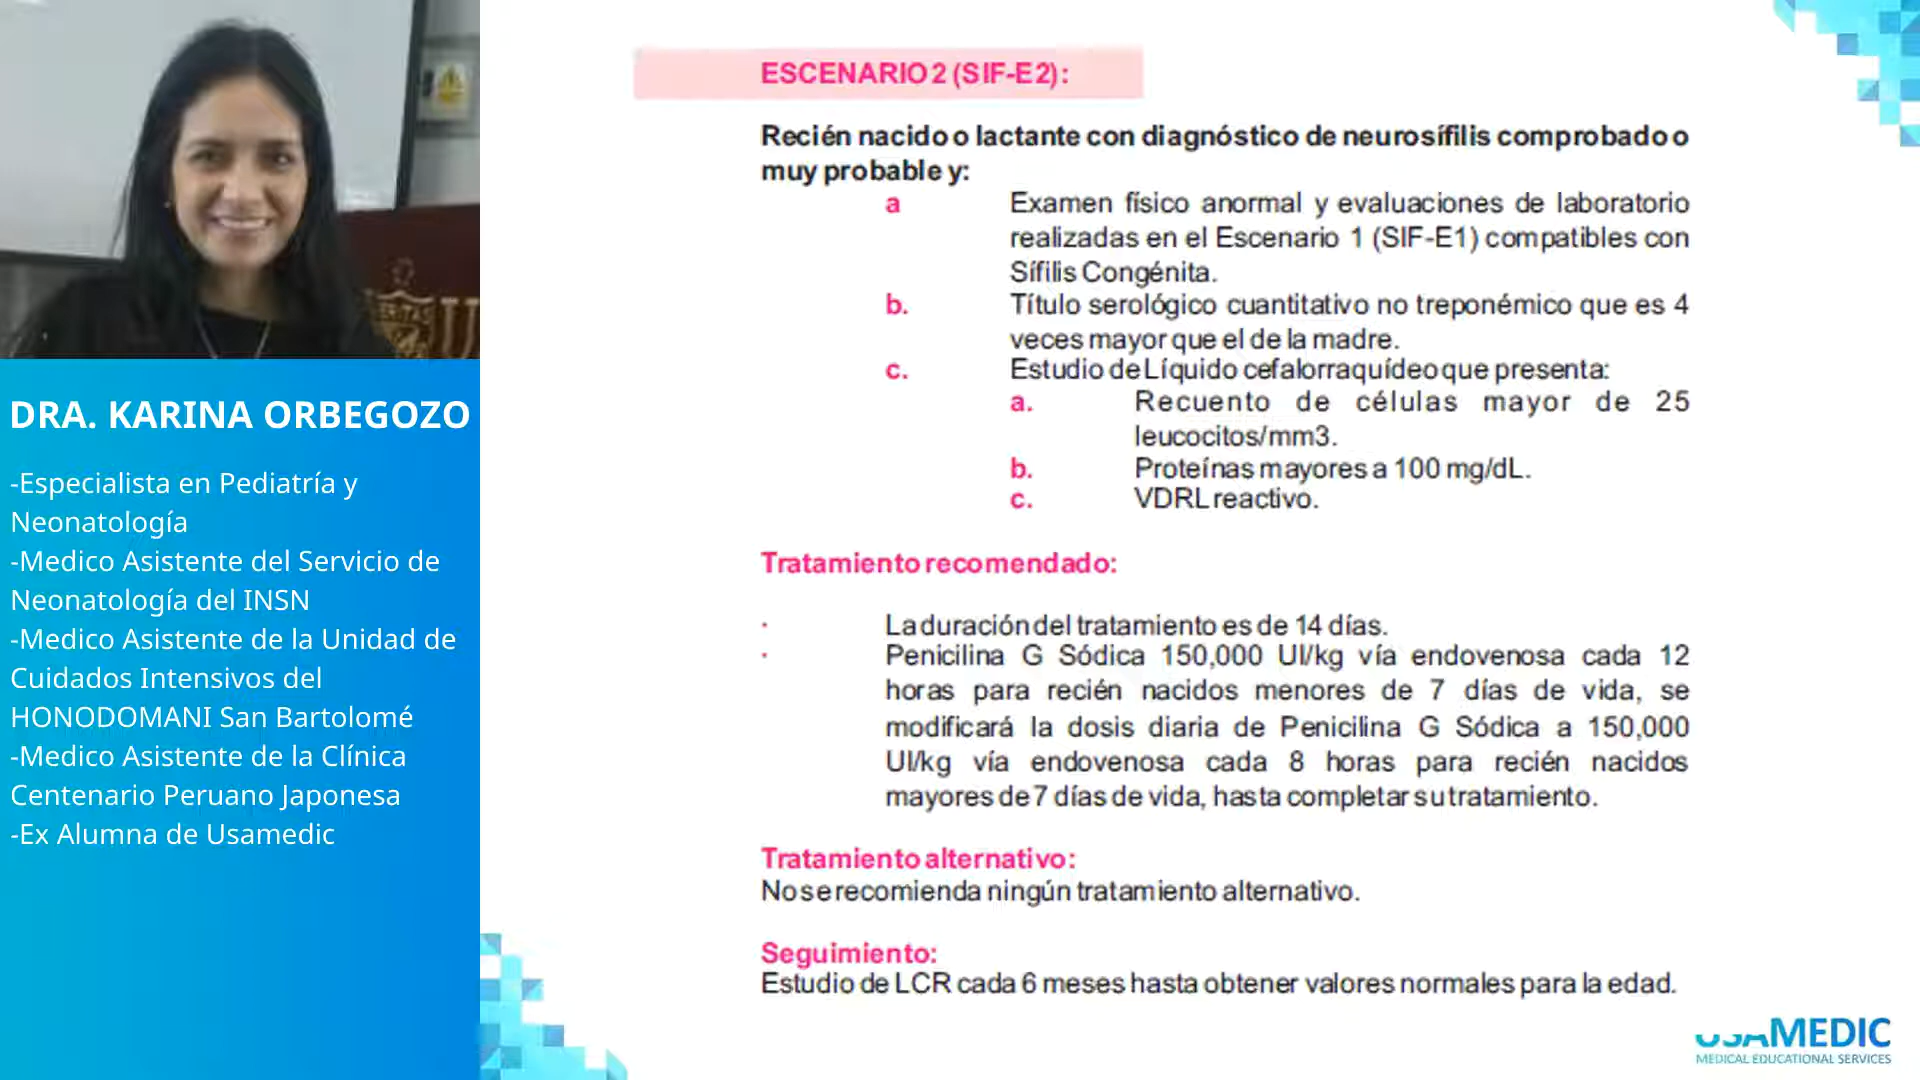 DRA. KARINA ORBEGOZO
-Especialista en Pediatría y
Neonatología
-Medico Asistente del Servicio de
Neonatología del INSN
-Medico Asistente de la Unidad de
Cuidados Intensivos del
HONODOMANI San Bartolomé
-Medico Asistente de la Clínica
Centenario Peruano Japonesa
-Ex Alumna de Usamedic
ESCENARIO 2 (SIF-E2):
Recién nacido o lactante con diagnóstico de neurosífilis comprobado o
muy probable y:
a Examen físico anormal y evaluaciones de laboratorio
realizadas en el Escenario 1 (SIF-E1) compatibles con
Sífilis Congénita.
b. Título serológico cuantitativo no treponémico que es 4
veces mayor que el de la madre.
c. Estudio de Líquido cefalorraquídeo que presenta:
a. Recuento de células mayor de 25
leucocitos/mm3.
b. Proteínas mayores a 100 mg/dL.
c. VDRL reactivo.
Tratamiento recomendado:
· La duración del tratamiento es de 14 días.
· Penicilina G Sódica 150,000 UI/kg vía endovenosa cada 12
horas para recién nacidos menores de 7 días de vida, se
modificará la dosis diaria de Penicilina G Sódica a 150,000
UI/kg vía endovenosa cada 8 horas para recién nacidos
mayores de 7 días de vida, hasta completar su tratamiento.
Tratamiento alternativo:
No se recomienda ningún tratamiento alternativo.
Seguimiento:
Estudio de LCR cada 6 meses hasta obtener valores normales para la edad.
USAMEDIC
MEDICAL EDUCATIONAL SERVICES